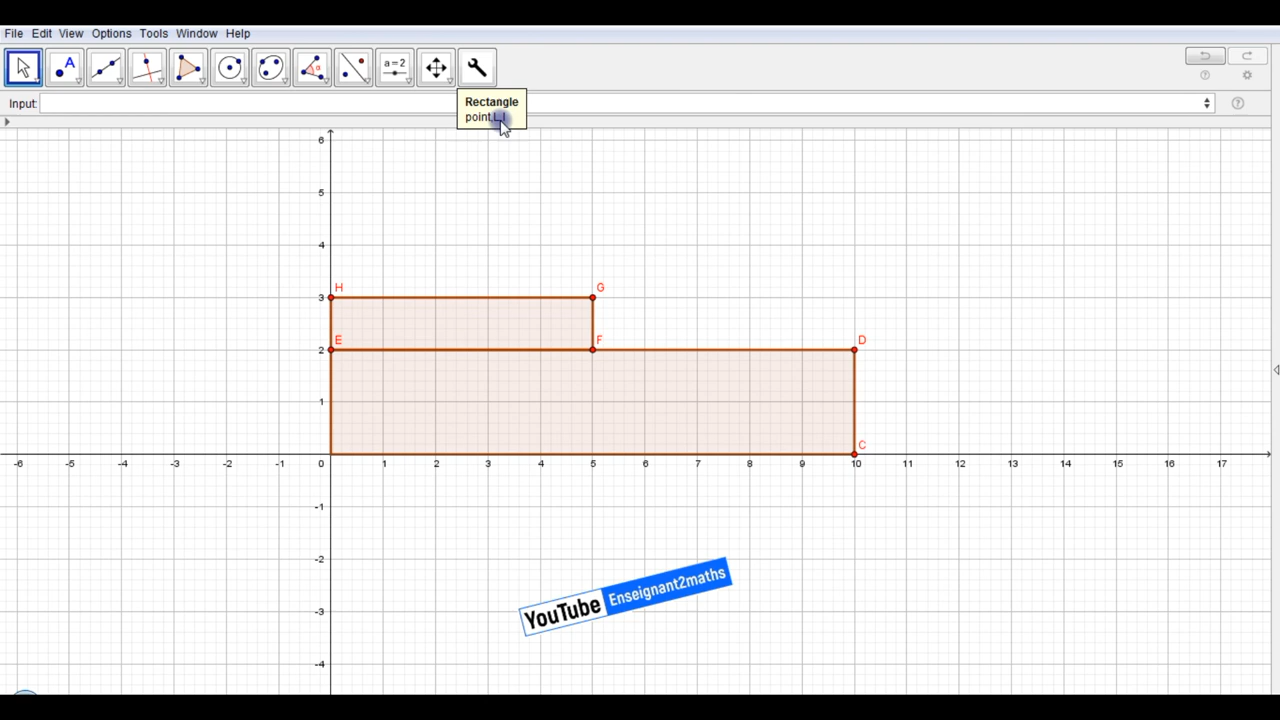 File Edit View Options Tools Window Help
A
a=2
Input:
Rectangle
point
6
5
4
H
G
3
E
F
D
2
1
C
-6 -5 -4 -3 -2 -1 0 1 2 3 4 5 6 7 8 9 10 11 12 13 14 15 16 17
-1
-2
YouTube Enseignant2maths
-3
-4